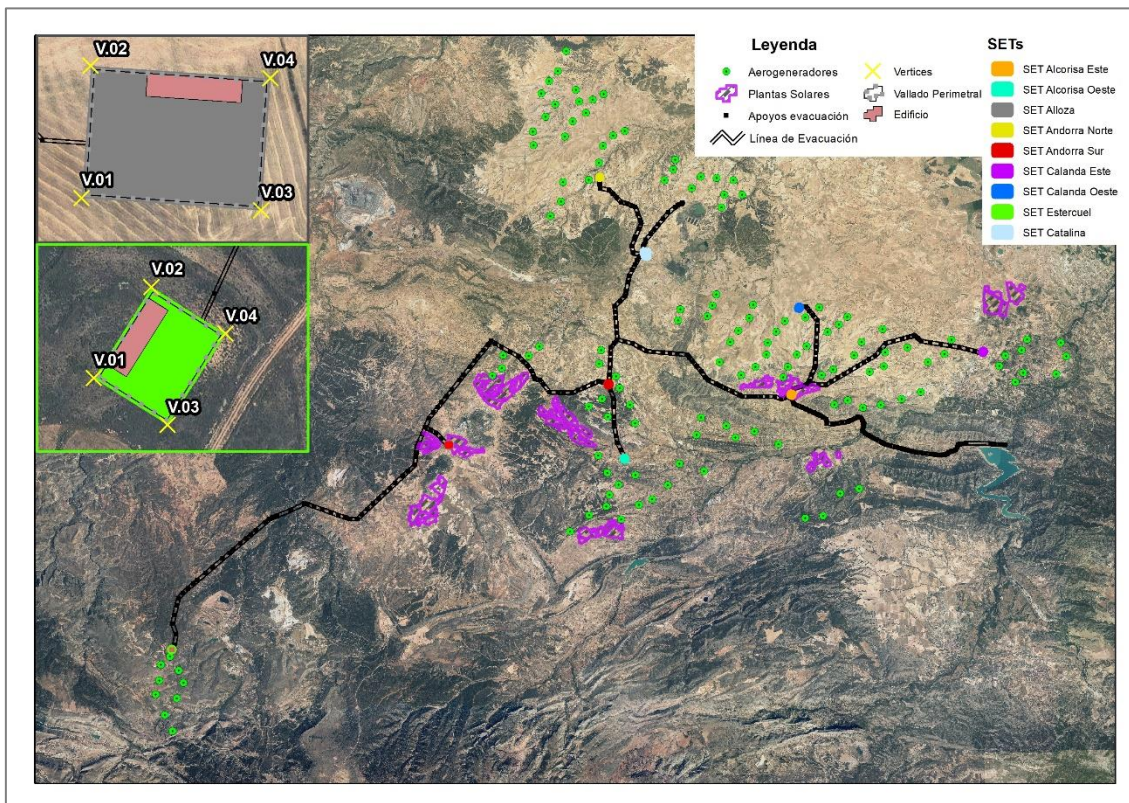 V.02
V.04
V.01
V.03
V.02
V.04
V.01
V.03
Leyenda
Aerogeneradores
Plantas Solares
Apoyos evacuación
Línea de Evacuación
Vertices
Vallado Perimetral
Edificio
SETs
SET Alcorisa Este
SET Alcorisa Oeste
SET Alloza
SET Andorra Norte
SET Andorra Sur
SET Calanda Este
SET Calanda Oeste
SET Estercuel
SET Catalina